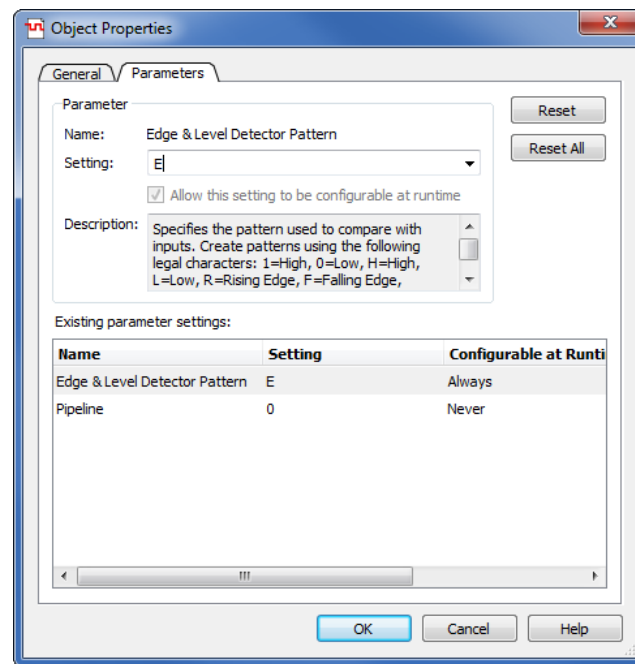 Object Properties
General
Parameters
Parameter
Reset
Name:
Edge & Level Detector Pattern
Reset All
Setting:
E
Allow this setting to be configurable at runtime
Description:
Specifies the pattern used to compare with
inputs. Create patterns using the following
legal characters: 1=High, 0=Low, H=High,
L=Low, R=Rising Edge, F=Falling Edge,
Existing parameter settings:
Name Setting Configurable at Runti
Edge & Level Detector Pattern E Always
Pipeline 0 Never
OK Cancel Help